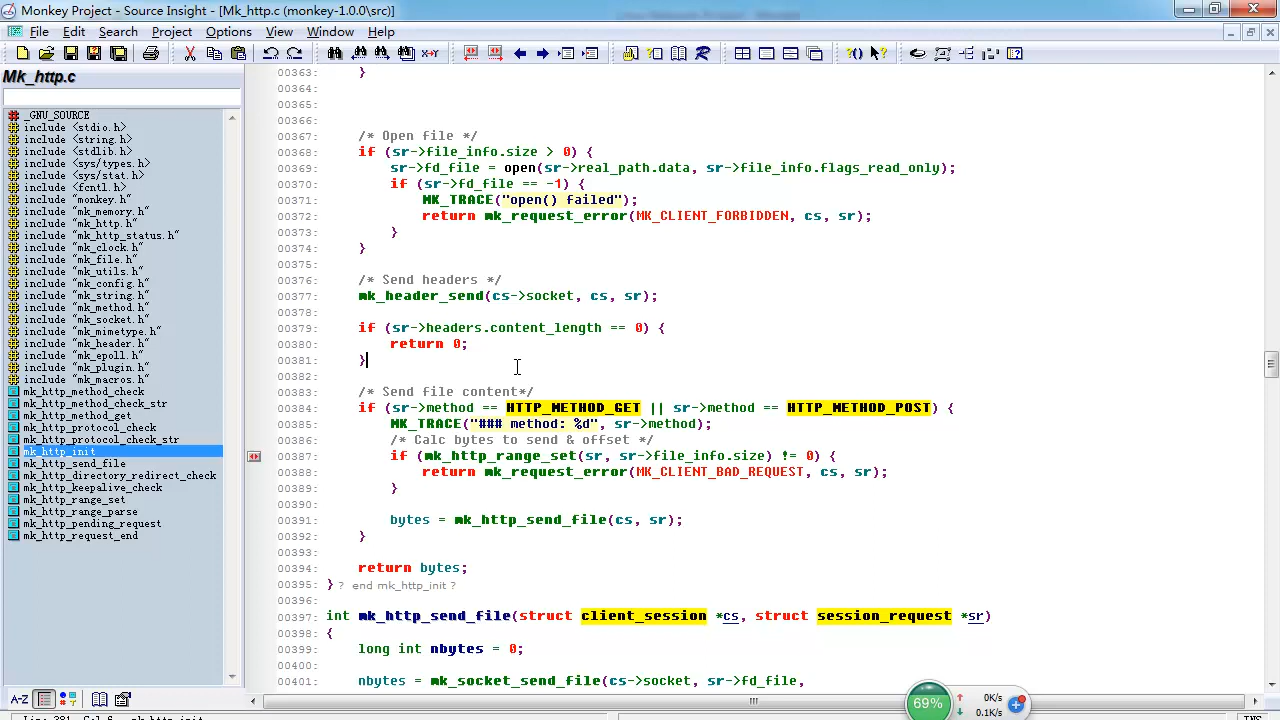 Monkey Project - Source Insight - [Mk_http.c (monkey-1.0.0\src)]
File Edit Search Project Options View Window Help
Mk_http.c
_GNU_SOURCE
include <stdio.h>
include <string.h>
include <stdlib.h>
include <sys/types.h>
include <sys/stat.h>
include <fcntl.h>
include "monkey.h"
include "mk_memory.h"
include "mk_http.h"
include "mk_http_status.h"
include "mk_clock.h"
include "mk_file.h"
include "mk_utils.h"
include "mk_config.h"
include "mk_string.h"
include "mk_method.h"
include "mk_socket.h"
include "mk_mimetype.h"
include "mk_header.h"
include "mk_epoll.h"
include "mk_plugin.h"
include "mk_macros.h"
mk_http_method_check
mk_http_method_check_str
mk_http_method_get
mk_http_protocol_check
mk_http_protocol_check_str
mk_http_init
mk_http_send_file
mk_http_directory_redirect_check
mk_http_keepalive_check
mk_http_range_set
mk_http_range_parse
mk_http_pending_request
mk_http_request_end
A-Z
00363: }
00364:
00365:
00366:
00367: /* Open file */
00368: if (sr->file_info.size > 0) {
00369: sr->fd_file = open(sr->real_path.data, sr->file_info.flags_read_only);
00370: if (sr->fd_file == -1) {
00371: MK_TRACE("open() failed");
00372: return mk_request_error(MK_CLIENT_FORBIDDEN, cs, sr);
00373: }
00374: }
00375:
00376: /* Send headers */
00377: mk_header_send(cs->socket, cs, sr);
00378:
00379: if (sr->headers.content_length == 0) {
00380: return 0;
00381: }
00382:
00383: /* Send file content*/
00384: if (sr->method == HTTP_METHOD_GET || sr->method == HTTP_METHOD_POST) {
00385: MK_TRACE("### method: %d", sr->method);
00386: /* Calc bytes to send & offset */
00387: if (mk_http_range_set(sr, sr->file_info.size) != 0) {
00388: return mk_request_error(MK_CLIENT_BAD_REQUEST, cs, sr);
00389: }
00390:
00391: bytes = mk_http_send_file(cs, sr);
00392: }
00393:
00394: return bytes;
00395: } ? end mk_http_init ?
00396:
00397: int mk_http_send_file(struct client_session *cs, struct session_request *sr)
00398: {
00399: long int nbytes = 0;
00400:
00401: nbytes = mk_socket_send_file(cs->socket, sr->fd_file,
69%
0K/s
0.1K/s